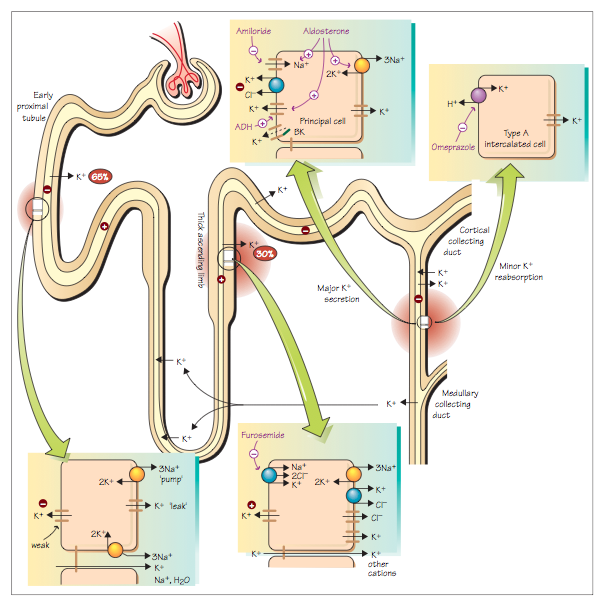 Amiloride
Aldosterone
Na⁺
2K⁺
3Na⁺
K⁺
Cl⁻
K⁺
K⁺
Principal cell
ADH
BK
K⁺
K⁺
H⁺
K⁺
Omeprazole
Type A
intercalated cell
Early
proximal
tubule
K⁺ 65%
K⁺
Thick ascending limb
K⁺
30%
Cortical
collecting
duct
Major K⁺
secretion
Minor K⁺
reabsorption
K⁺
K⁺
K⁺
K⁺
K⁺
Medullary
collecting
duct
3Na⁺
'pump'
2K⁺
K⁺ 'leak'
K⁺
weak
2K⁺
3Na⁺
K⁺
Na⁺, H₂O
Furosemide
Na⁺
2Cl⁻
K⁺
2K⁺
3Na⁺
K⁺
Cl⁻
Cl⁻
K⁺
K⁺
K⁺
K⁺
other
cations